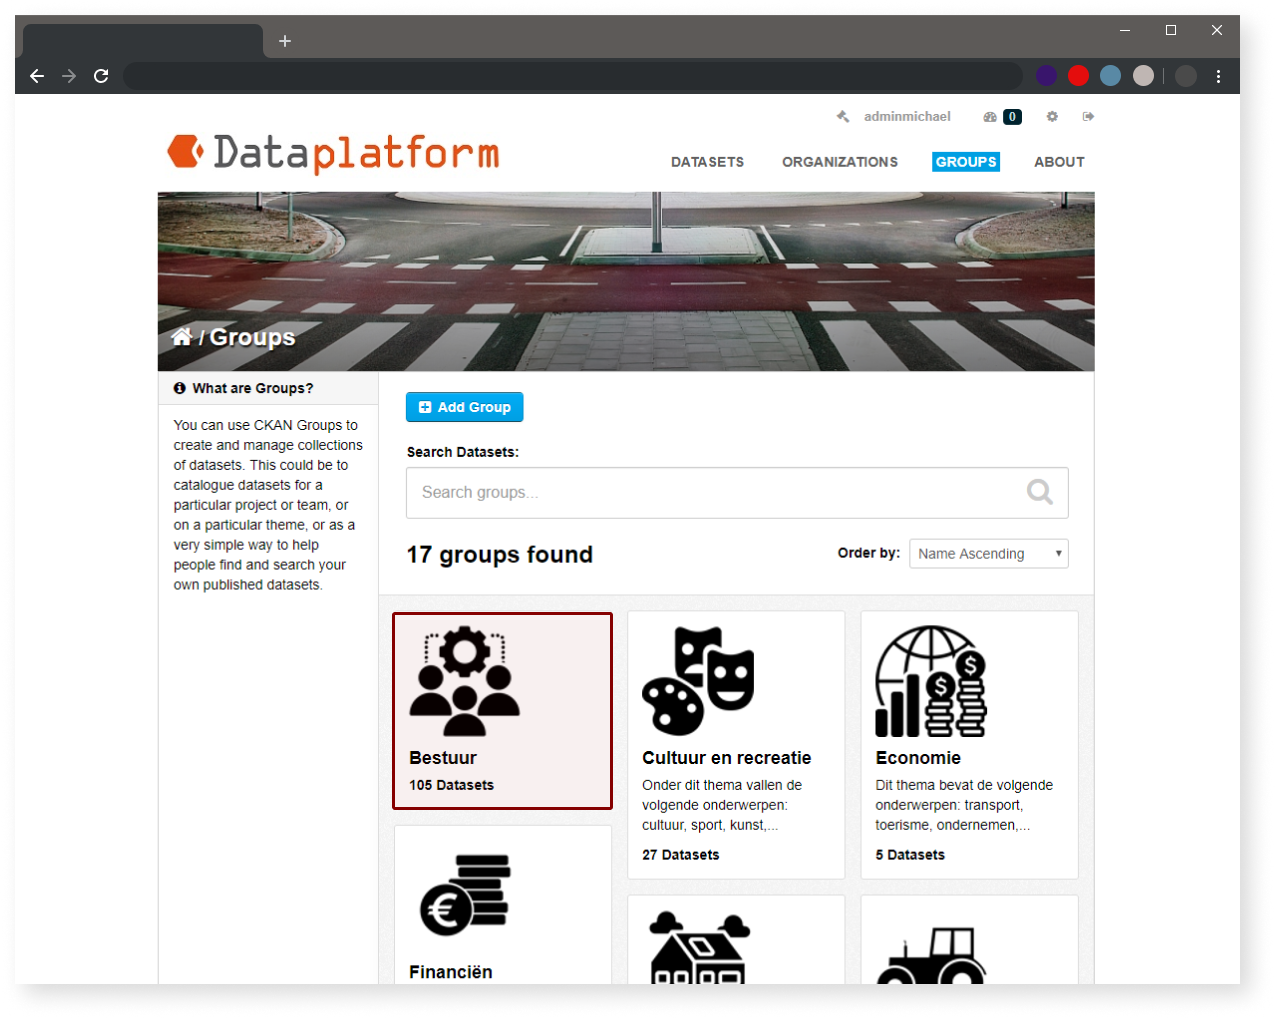 adminmichael 0
Dataplatform
DATASETS ORGANIZATIONS GROUPS ABOUT
/ Groups
What are Groups?
You can use CKAN Groups to
create and manage collections
of datasets. This could be to
catalogue datasets for a
particular project or team, or
on a particular theme, or as a
very simple way to help
people find and search your
own published datasets.
Add Group
Search Datasets:
Search groups...
17 groups found
Order by: Name Ascending
Bestuur
105 Datasets
Cultuur en recreatie
Onder dit thema vallen de
volgende onderwerpen:
cultuur, sport, kunst,...
27 Datasets
Economie
Dit thema bevat de volgende
onderwerpen: transport,
toerisme, ondernemen,...
5 Datasets
Financiën